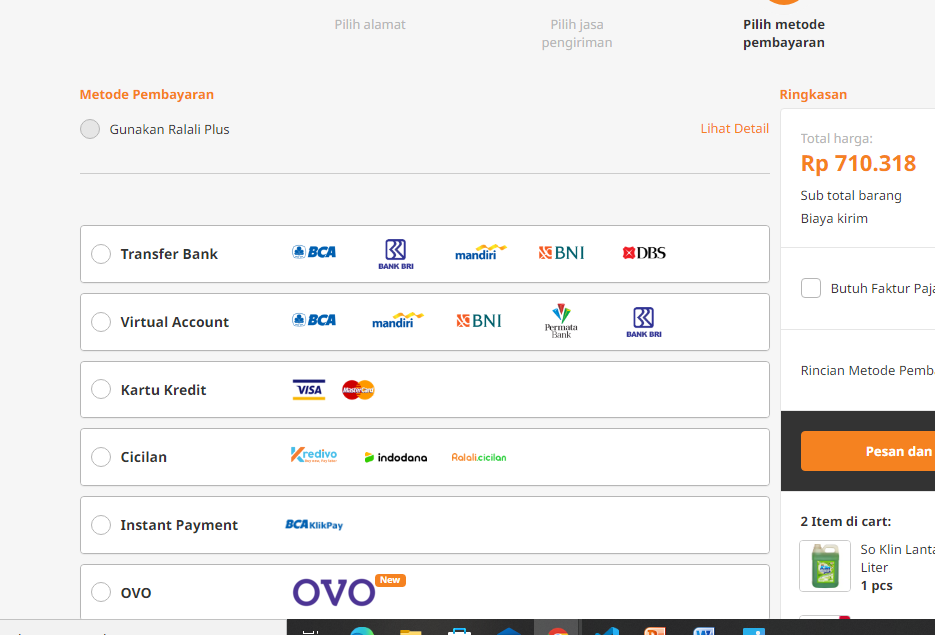 Pilih alamat
Pilih jasa
pengiriman
Pilih metode
pembayaran
Metode Pembayaran
Gunakan Ralali Plus
Lihat Detail
Transfer Bank
BCA
BANK BRI
mandiri
BNI
DBS
Virtual Account
BCA
mandiri
BNI
Permata
Bank
BANK BRI
Kartu Kredit
VISA
MasterCard
Cicilan
Kredivo
indodana
Ralali.cicilan
Instant Payment
BCA KlikPay
OVO
OVO
New
Ringkasan
Total harga:
Rp 710.318
Sub total barang
Biaya kirim
Butuh Faktur Paja
Rincian Metode Pemb
Pesan dan
2 Item di cart:
So Klin Lanta
Liter
1 pcs